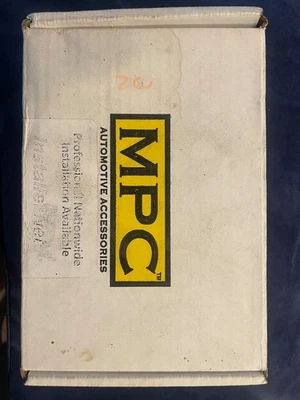 MPC
TM
AUTOMOTIVE ACCESSORIES
Professional Nationwide
Installation Available